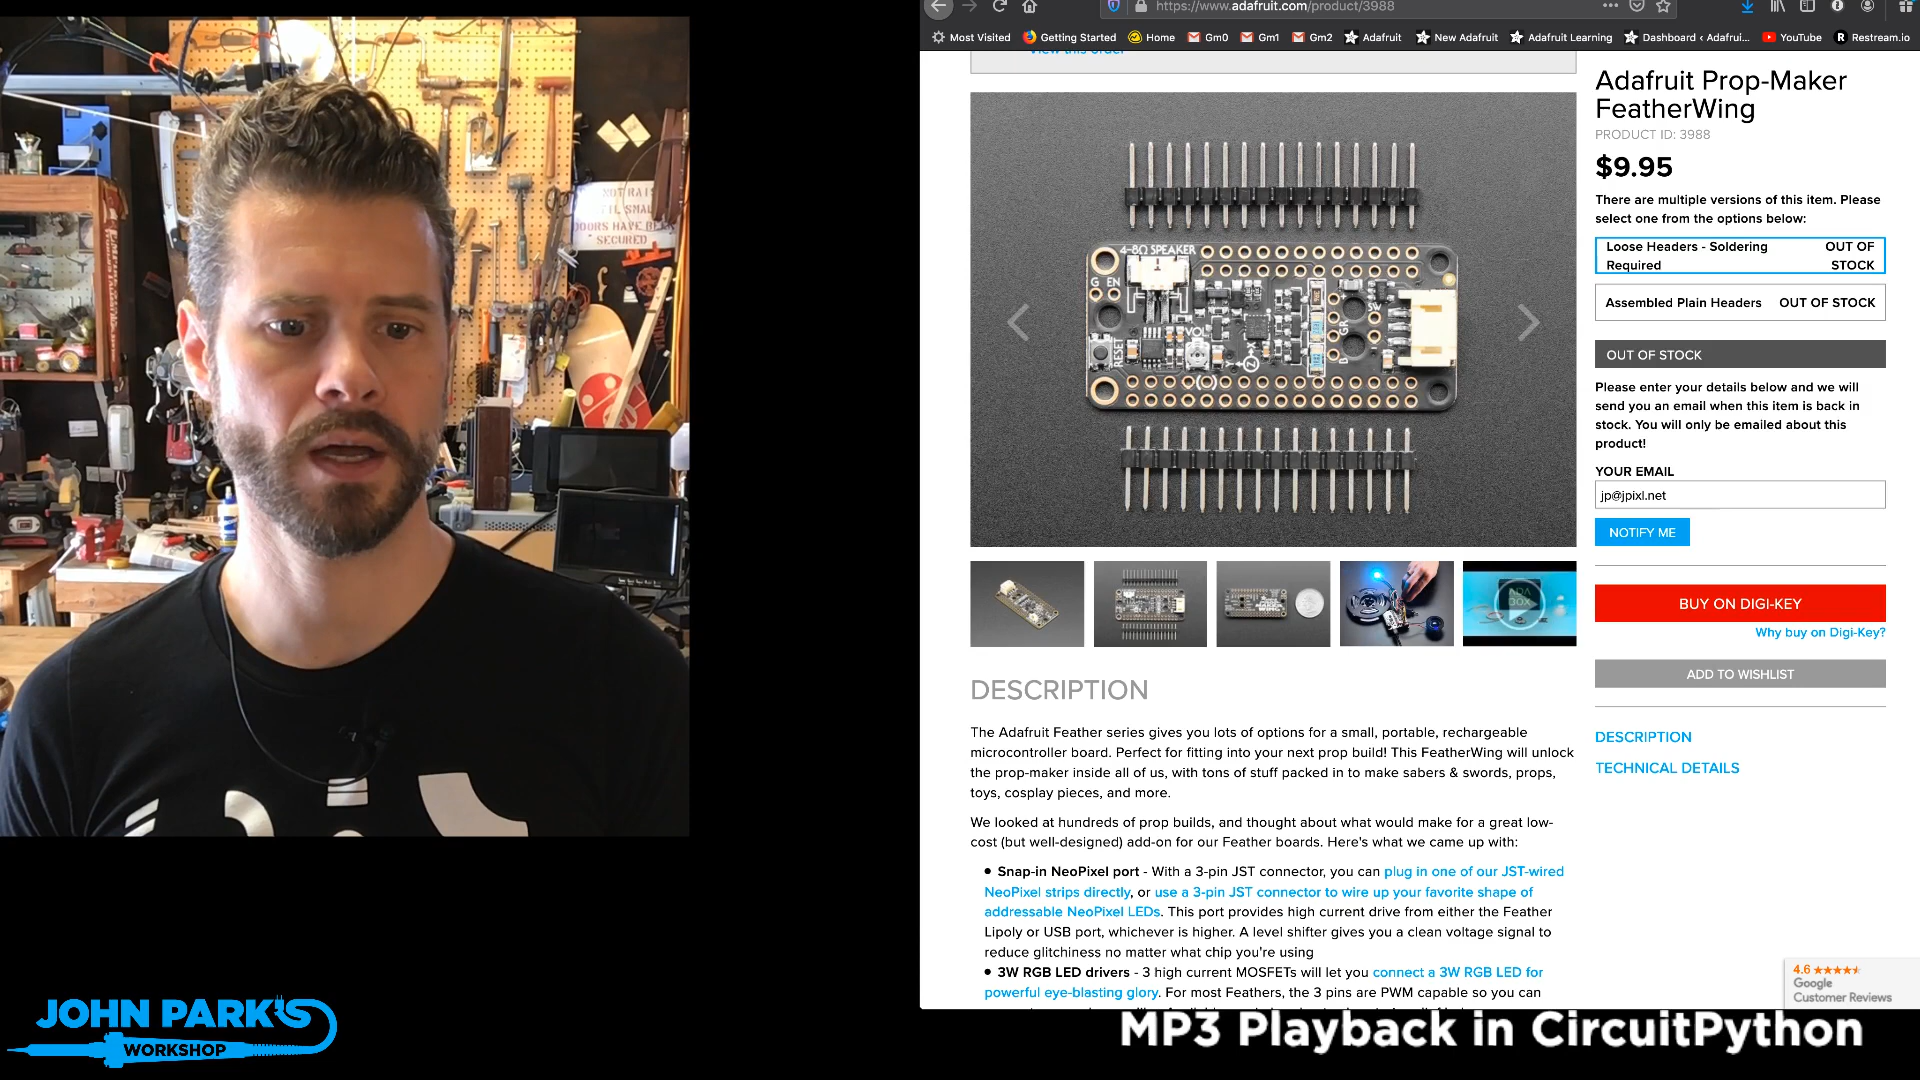 https://www.adafruit.com/product/3988
Most Visited Getting Started Home Gm0 Gm1 Gm2 Adafruit New Adafruit Adafruit Learning Dashboard ‹ Adafrui... YouTube Restream.io
View this order
Adafruit Prop-Maker
FeatherWing
PRODUCT ID: 3988
$9.95
There are multiple versions of this item. Please
select one from the options below:
Loose Headers - Soldering
Required
OUT OF
STOCK
Assembled Plain Headers OUT OF STOCK
OUT OF STOCK
Please enter your details below and we will
send you an email when this item is back in
stock. You will only be emailed about this
product!
YOUR EMAIL
jp@jpixl.net
NOTIFY ME
BUY ON DIGI-KEY
Why buy on Digi-Key?
ADD TO WISHLIST
DESCRIPTION
TECHNICAL DETAILS
4-8Ω SPEAKER
G EN
VOL
RESET
ADA
BOX
DESCRIPTION
The Adafruit Feather series gives you lots of options for a small, portable, rechargeable
microcontroller board. Perfect for fitting into your next prop build! This FeatherWing will unlock
the prop-maker inside all of us, with tons of stuff packed in to make sabers & swords, props,
toys, cosplay pieces, and more.
We looked at hundreds of prop builds, and thought about what would make for a great low-
cost (but well-designed) add-on for our Feather boards. Here's what we came up with:
• Snap-in NeoPixel port - With a 3-pin JST connector, you can plug in one of our JST-wired
NeoPixel strips directly, or use a 3-pin JST connector to wire up your favorite shape of
addressable NeoPixel LEDs. This port provides high current drive from either the Feather
Lipoly or USB port, whichever is higher. A level shifter gives you a clean voltage signal to
reduce glitchiness no matter what chip you're using
• 3W RGB LED drivers - 3 high current MOSFETs will let you connect a 3W RGB LED for
powerful eye-blasting glory. For most Feathers, the 3 pins are PWM capable so you can
4.6
Google
Customer Reviews
NOT RAI
TIL SMAL
DOORS HAVE BEEN
"SECURED
JOHN PARK'S
WORKSHOP
MP3 Playback in CircuitPython